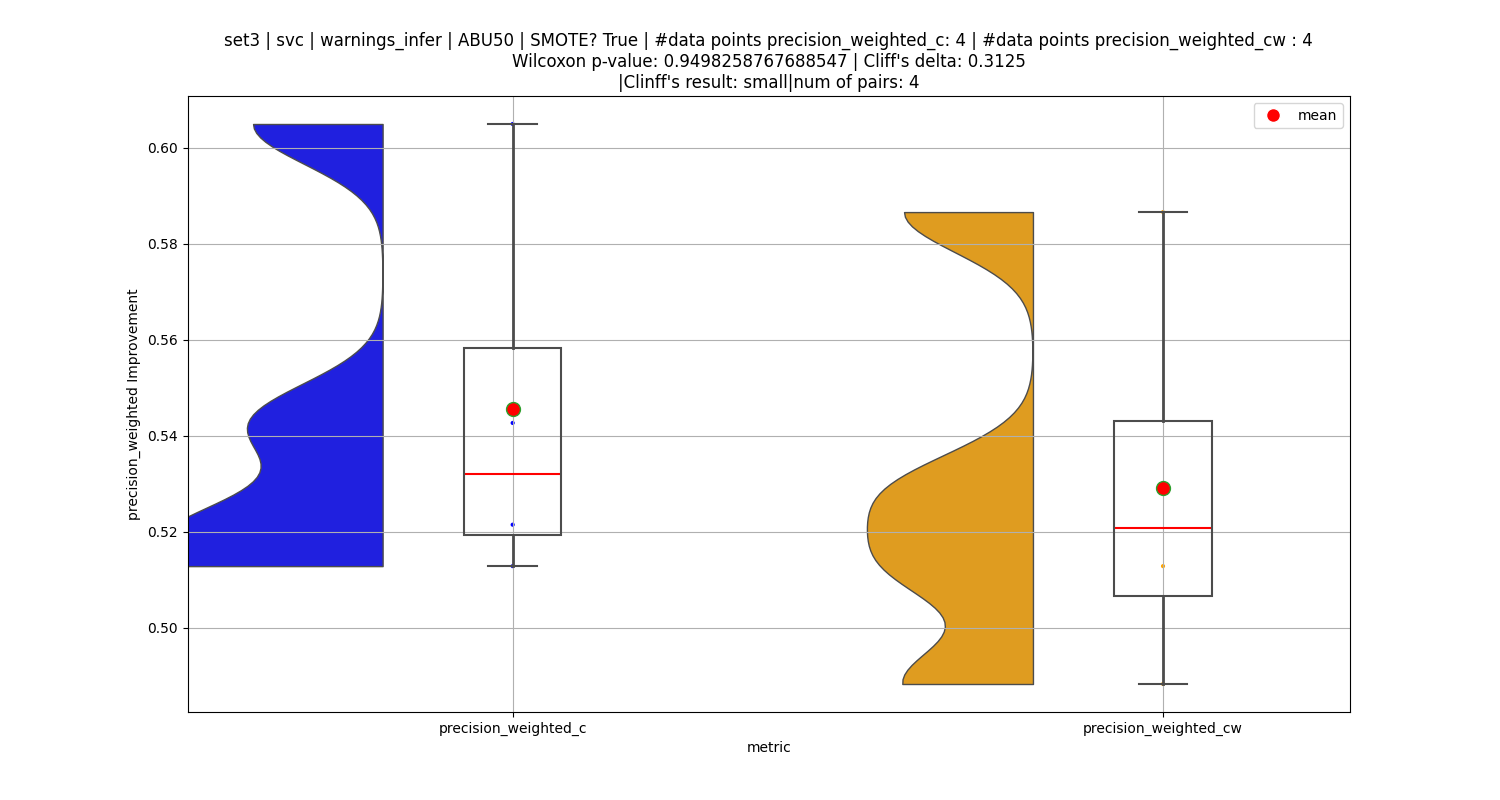 set3 | svc | warnings_infer | ABU50 | SMOTE? True | #data points precision_weighted_c: 4 | #data points precision_weighted_cw : 4
Wilcoxon p-value: 0.9498258767688547 | Cliff's delta: 0.3125
|Clinff's result: small|num of pairs: 4
mean
0.60
0.58
0.56
0.54
0.52
0.50
precision_weighted Improvement
precision_weighted_c
precision_weighted_cw
metric